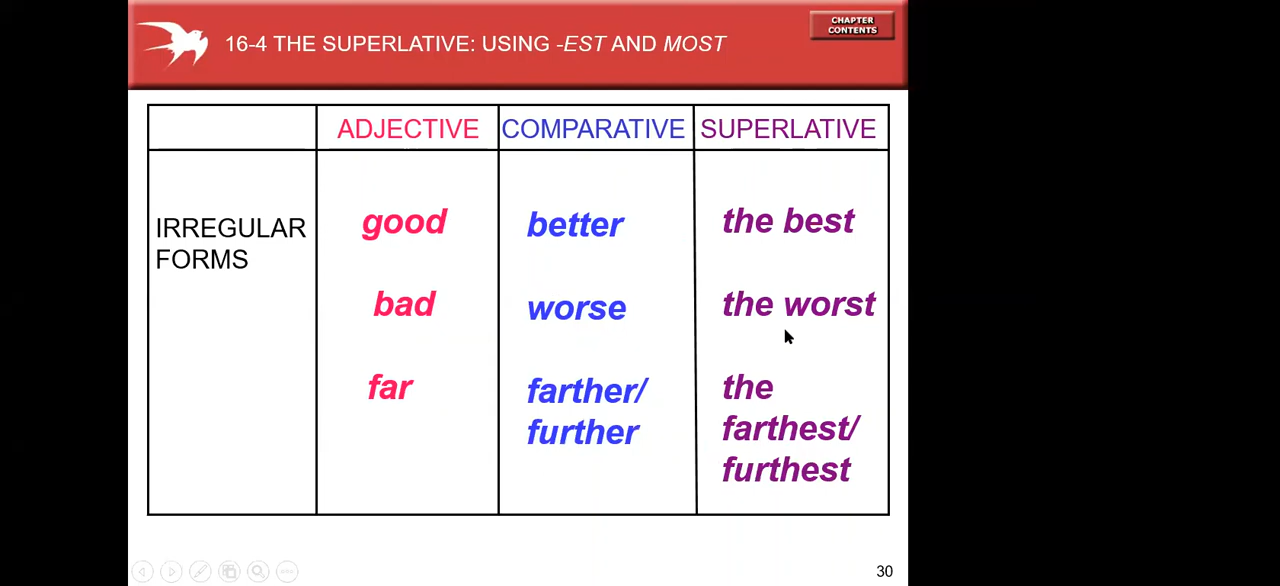 16-4 THE SUPERLATIVE: USING -EST AND MOST
CHAPTER
CONTENTS
ADJECTIVE COMPARATIVE SUPERLATIVE
IRREGULAR
FORMS
good better the best
bad worse the worst
far farther/ the
further farthest/
furthest
30